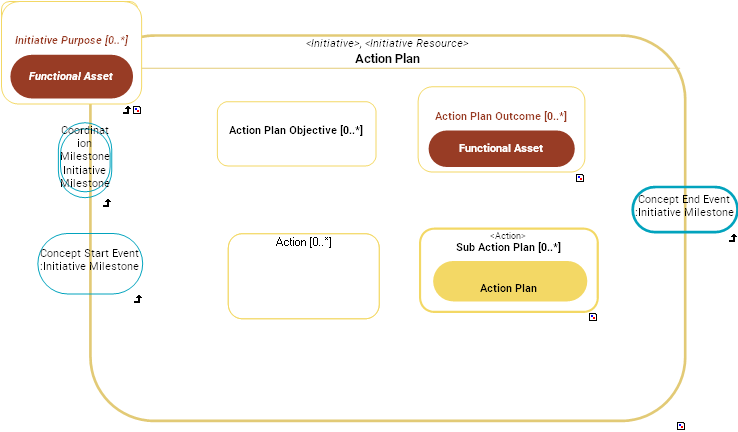 Initiative Purpose [0..*]
Functional Asset
<Initiative>, <Initiative Resource>
Action Plan
Coordinat
ion
Milestone
Initiative
Milestone
Action Plan Objective [0..*]
Action Plan Outcome [0..*]
Functional Asset
Concept End Event
:Initiative Milestone
Concept Start Event
:Initiative Milestone
Action [0..*]
<Action>
Sub Action Plan [0..*]
Action Plan